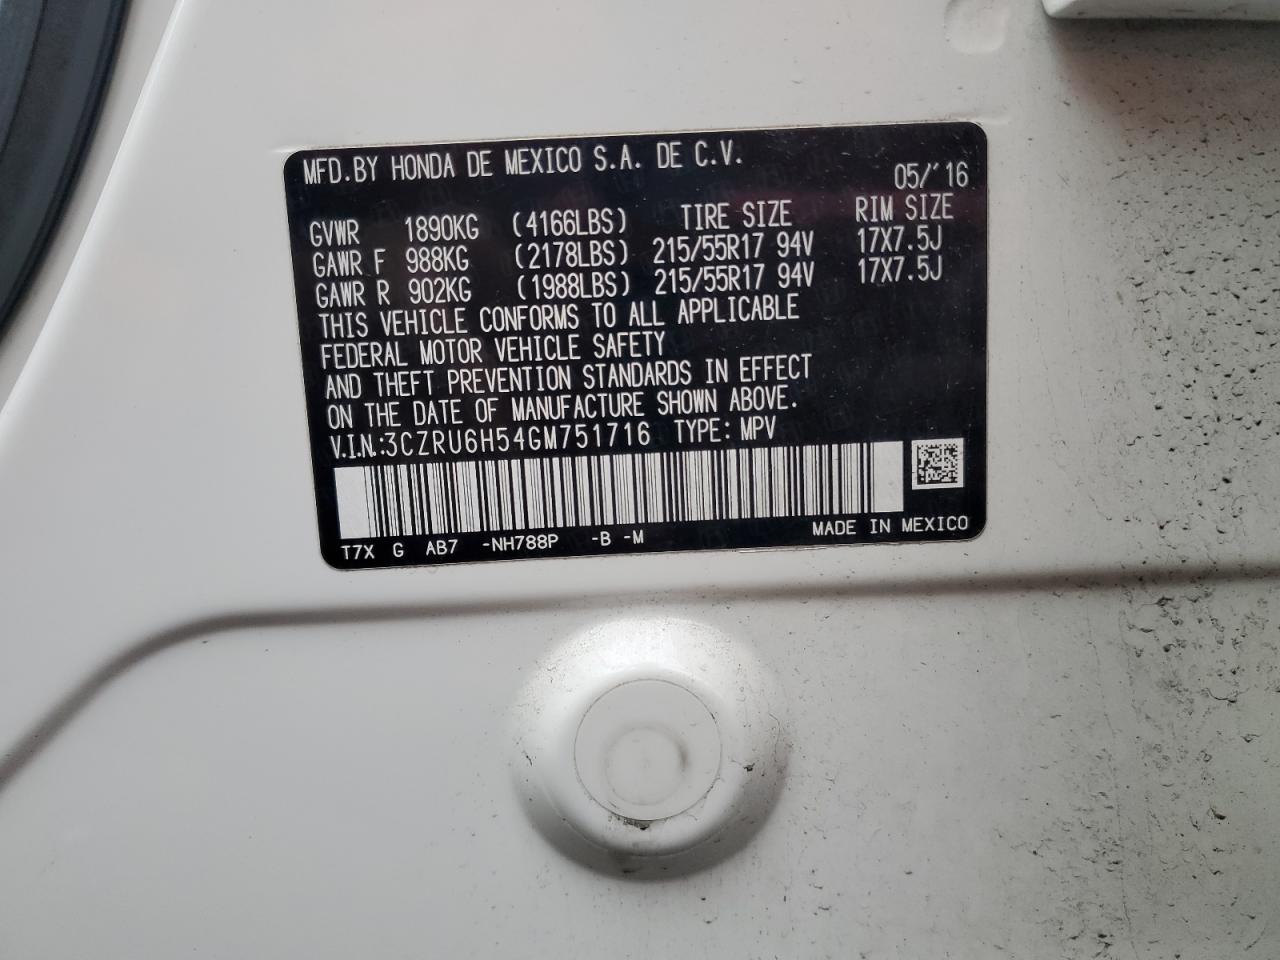 MFD.BY HONDA DE MEXICO S.A. DE C.V.
05/'16
GVWR 1890KG (4166LBS) TIRE SIZE RIM SIZE
GAWR F 988KG (2178LBS) 215/55R17 94V 17X7.5J
GAWR R 902KG (1988LBS) 215/55R17 94V 17X7.5J
THIS VEHICLE CONFORMS TO ALL APPLICABLE
FEDERAL MOTOR VEHICLE SAFETY
AND THEFT PREVENTION STANDARDS IN EFFECT
ON THE DATE OF MANUFACTURE SHOWN ABOVE.
V.I.N.:3CZRU6H54GM751716 TYPE: MPV
T7X G AB7 -NH788P -B -M MADE IN MEXICO